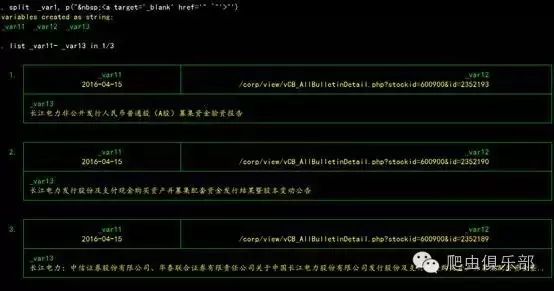 . split _var1, p("&nbsp;<a target='_blank' href='" `"'>"')
variables created as string:
_var11 _var12 _var13
. list _var11- _var13 in 1/3
1.
_var11 _var12
2016-04-15 /corp/view/vCB_AllBulletinDetail.php?stockid=600900&id=2352193
_var13
长江电力非公开发行人民币普通股（A股）募集资金验资报告
2.
_var11 _var12
2016-04-15 /corp/view/vCB_AllBulletinDetail.php?stockid=600900&id=2352190
_var13
长江电力发行股份及支付现金购买资产并募集配套资金发行结果暨股本变动公告
3.
_var11 _var12
2016-04-15 /corp/view/vCB_AllBulletinDetail.php?stockid=600900&id=2352189
_var13
长江电力：中信证券股份有限公司、华泰联合证券有限责任公司关于中国长江电力股份有限公司发行股份及支
爬虫俱乐部